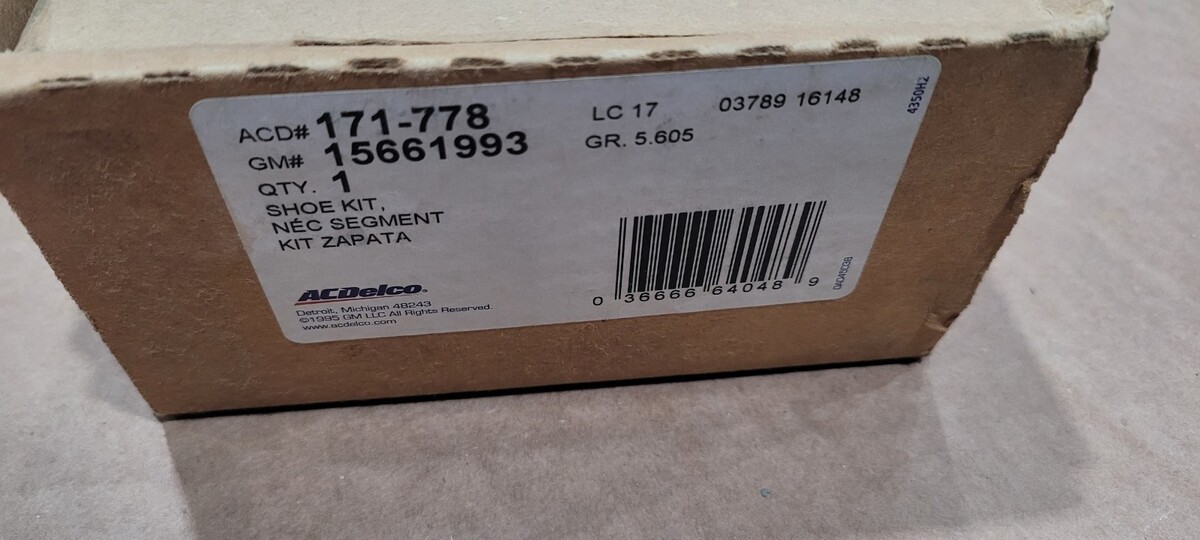 ACD# 171-778
GM# 15661993
QTY. 1
SHOE KIT,
NÉC SEGMENT
KIT ZAPATA
LC 17
GR. 5.605
03789 16148
4350H2
0 36666 64048 9
ACDelco®
Detroit, Michigan 48243
©1995 GM LLC All Rights Reserved.
www.acdelco.com